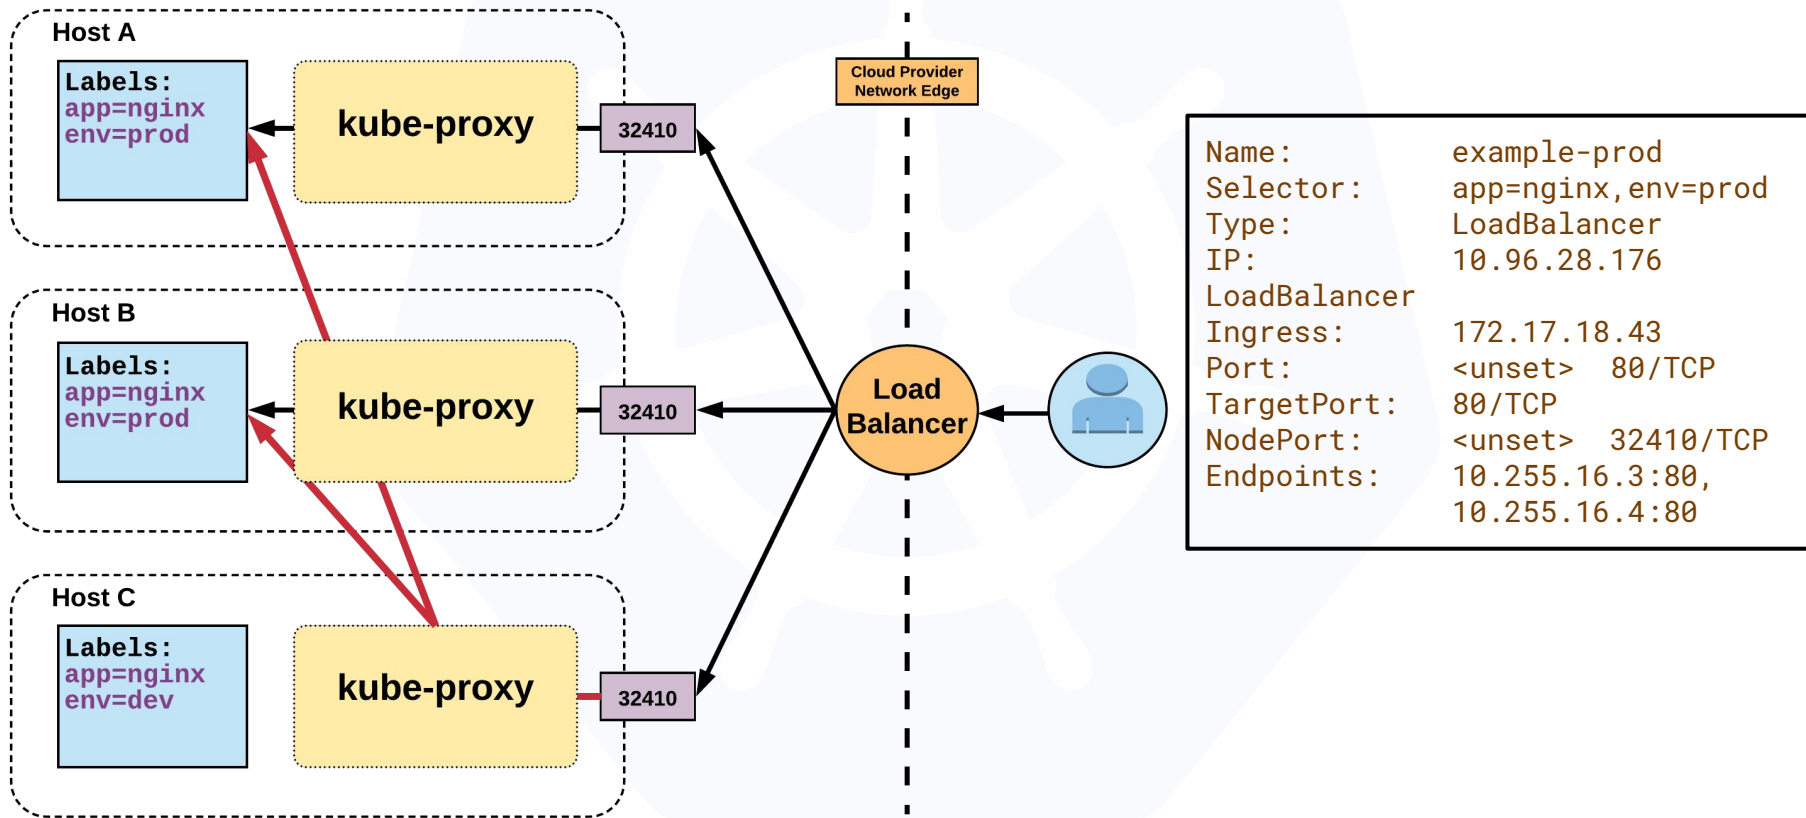 Host A
Labels:
app=nginx
env=prod
kube-proxy
32410
Host B
Labels:
app=nginx
env=prod
kube-proxy
32410
Host C
Labels:
app=nginx
env=dev
kube-proxy
32410
Cloud Provider
Network Edge
Load
Balancer
Name: example-prod
Selector: app=nginx,env=prod
Type: LoadBalancer
IP: 10.96.28.176
LoadBalancer
Ingress: 172.17.18.43
Port: <unset> 80/TCP
TargetPort: 80/TCP
NodePort: <unset> 32410/TCP
Endpoints: 10.255.16.3:80,
10.255.16.4:80